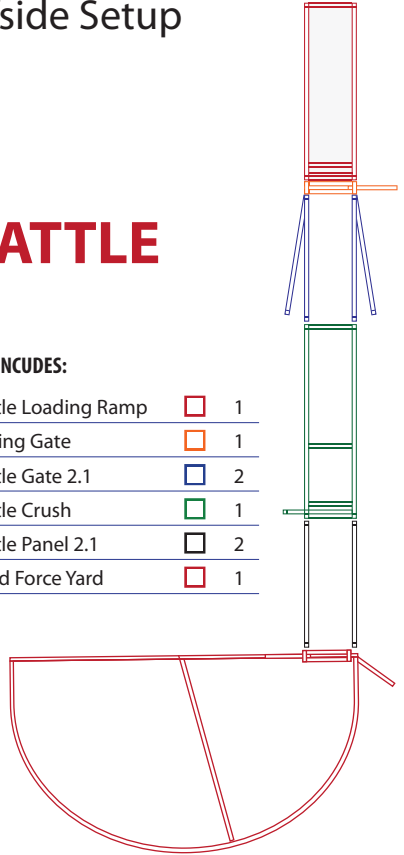 side Setup
ATTLE
INCUDES:
tle Loading Ramp 1
ing Gate 1
tle Gate 2.1 2
tle Crush 1
tle Panel 2.1 2
d Force Yard 1